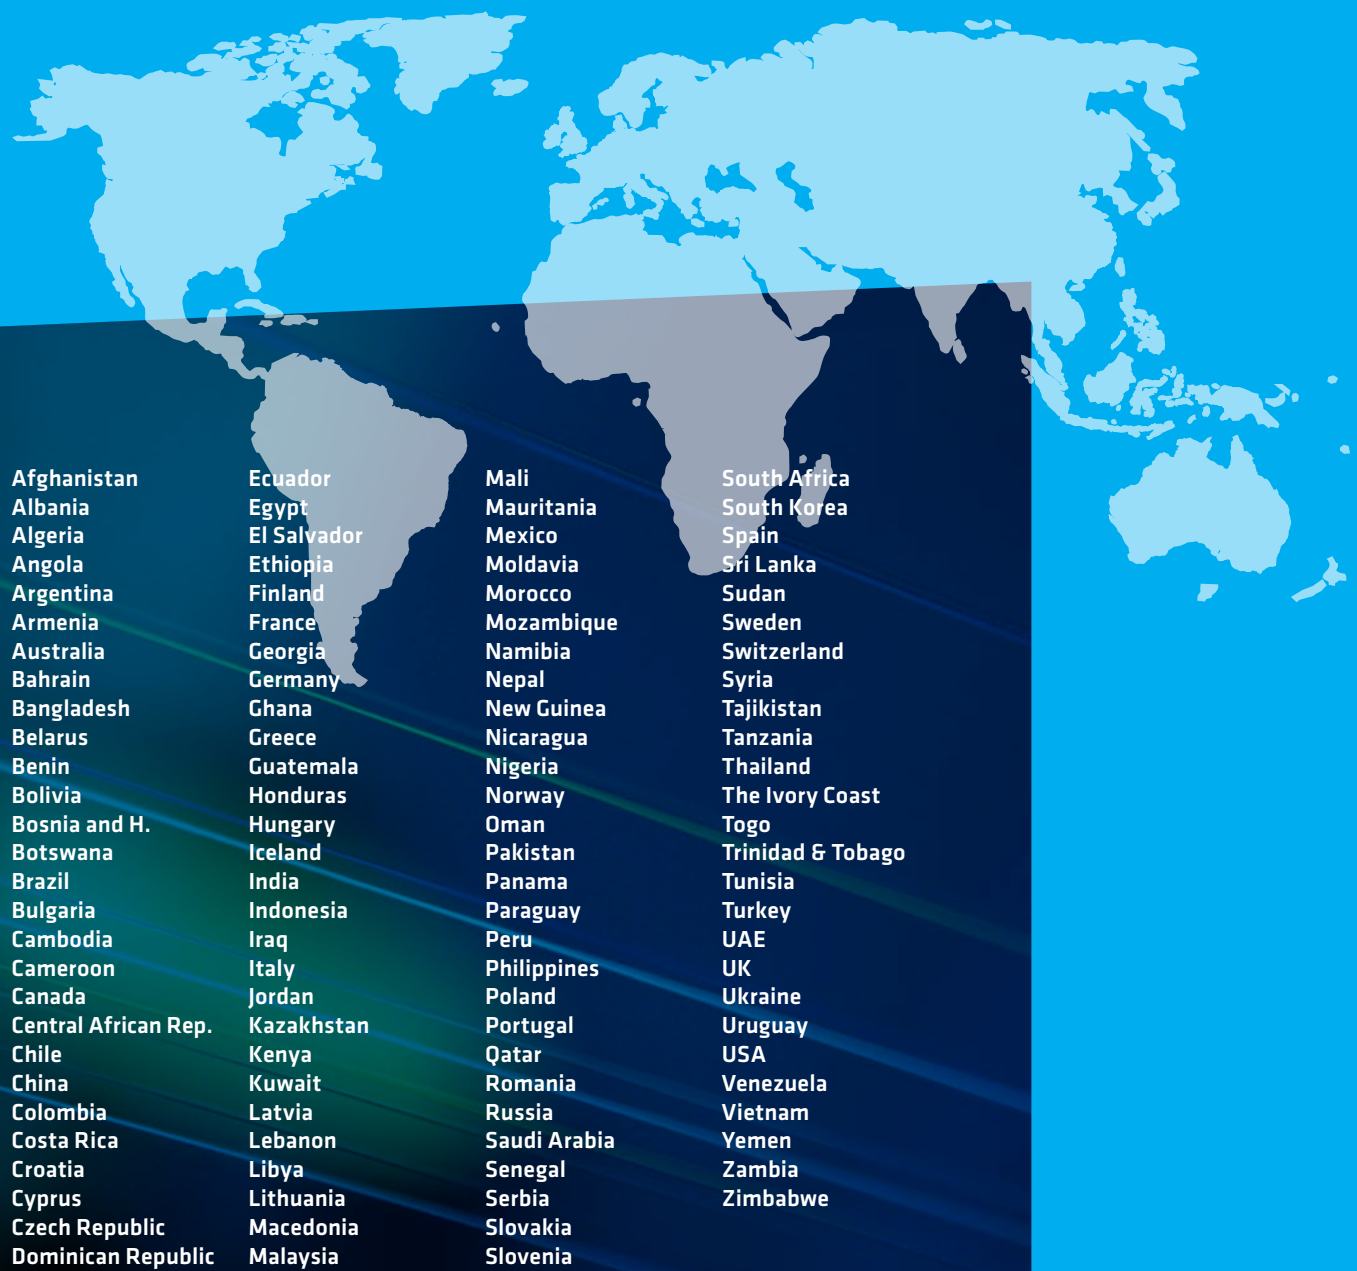 Afghanistan
Albania
Algeria
Angola
Argentina
Armenia
Australia
Bahrain
Bangladesh
Belarus
Benin
Bolivia
Bosnia and H.
Botswana
Brazil
Bulgaria
Cambodia
Cameroon
Canada
Central African Rep.
Chile
China
Colombia
Costa Rica
Croatia
Cyprus
Czech Republic
Dominican Republic
Ecuador
Egypt
El Salvador
Ethiopia
Finland
France
Georgia
Germany
Ghana
Greece
Guatemala
Honduras
Hungary
Iceland
India
Indonesia
Iraq
Italy
Jordan
Kazakhstan
Kenya
Kuwait
Latvia
Lebanon
Libya
Lithuania
Macedonia
Malaysia
Mali
Mauritania
Mexico
Moldavia
Morocco
Mozambique
Namibia
Nepal
New Guinea
Nicaragua
Nigeria
Norway
Oman
Pakistan
Panama
Paraguay
Peru
Philippines
Poland
Portugal
Qatar
Romania
Russia
Saudi Arabia
Senegal
Serbia
Slovakia
Slovenia
South Africa
South Korea
Spain
Sri Lanka
Sudan
Sweden
Switzerland
Syria
Tajikistan
Tanzania
Thailand
The Ivory Coast
Togo
Trinidad & Tobago
Tunisia
Turkey
UAE
UK
Ukraine
Uruguay
USA
Venezuela
Vietnam
Yemen
Zambia
Zimbabwe